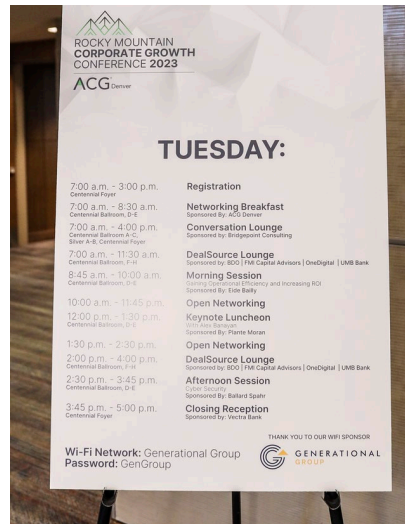 ROCKY MOUNTAIN
CORPORATE GROWTH
CONFERENCE 2023
ACG Denver
TUESDAY:
7:00 a.m. - 3:00 p.m. Registration
Centennial Foyer
7:00 a.m. - 8:30 a.m. Networking Breakfast
Centennial Ballroom, D-E Sponsored By: ACG Denver
7:00 a.m. - 4:00 p.m. Conversation Lounge
Centennial Ballroom A-C, Sponsored by: Bridgepoint Consulting
Silver A-B, Centennial Foyer
7:00 a.m. - 11:30 a.m. DealSource Lounge
Centennial Ballroom, F-H Sponsored by: BDO | FMI Capital Advisors | OneDigital | UMB Bank
8:45 a.m. - 10:00 a.m. Morning Session
Centennial Ballroom, D-E Gaining Operational Efficiency and Increasing ROI
Sponsored By: Eide Bailly
10:00 a.m. - 11:45 p.m. Open Networking
12:00 p.m. - 1:30 p.m. Keynote Luncheon
Centennial Ballroom, D-E With Alex Banayan
Sponsored by: Plante Moran
1:30 p.m. - 2:30 p.m. Open Networking
2:00 p.m. - 4:00 p.m. DealSource Lounge
Centennial Ballroom, F-H Sponsored by: BDO | FMI Capital Advisors | OneDigital | UMB Bank
2:30 p.m. - 3:45 p.m. Afternoon Session
Centennial Ballroom, D-E Cyber Security
Sponsored by: Ballard Spahr
3:45 p.m. - 5:00 p.m. Closing Reception
Centennial Foyer Sponsored by: Vectra Bank
THANK YOU TO OUR WIFI SPONSOR
GENERATIONAL
GROUP
Wi-Fi Network: Generational Group
Password: GenGroup